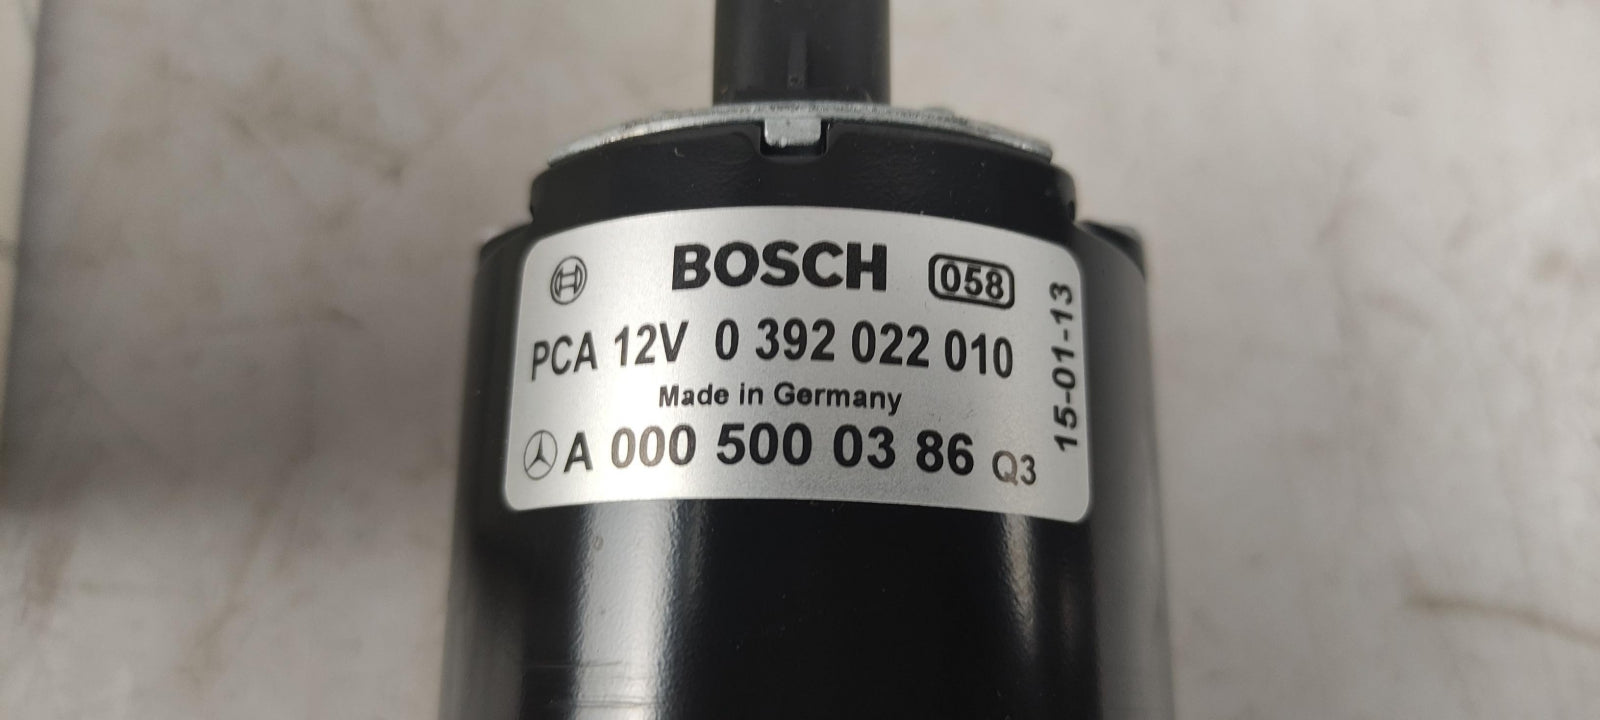 BOSCH 058
PCA 12V 0 392 022 010
Made in Germany
A 000 500 03 86 Q3
15-01-13